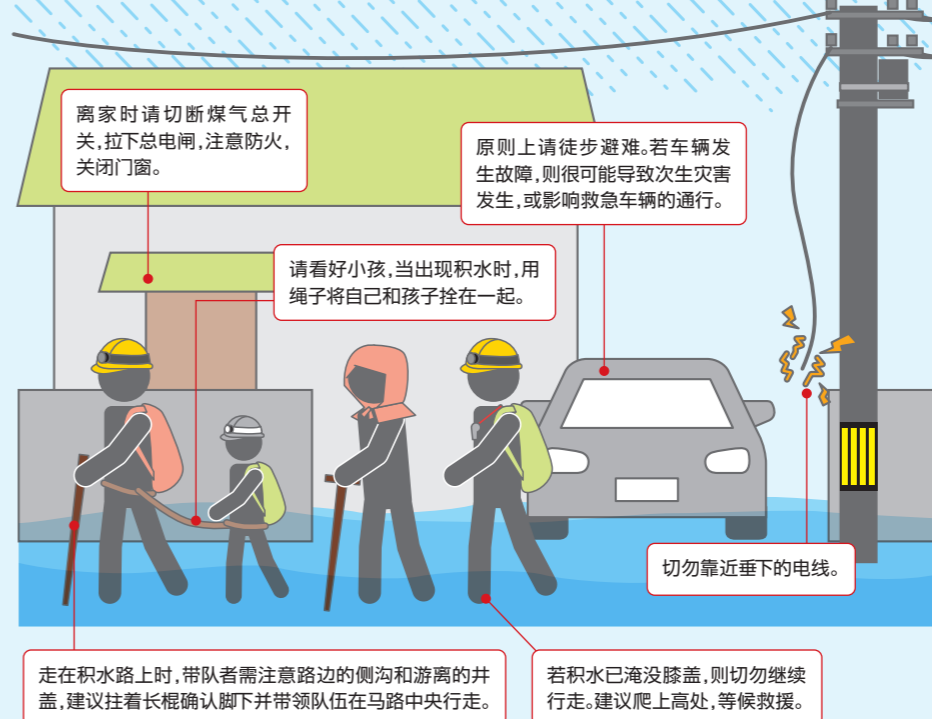 离家时请切断煤气总开
关,拉下总电闸,注意防火,
关闭门窗。
原则上请徒步避难。若车辆发
生故障,则很可能导致次生灾害
发生,或影响救急车辆的通行。
请看好小孩,当出现积水时,用
绳子将自己和孩子拴在一起。
切勿靠近垂下的电线。
走在积水路上时,带队者需注意路边的侧沟和游离的井
盖,建议拄着长棍确认脚下并带领队伍在马路中央行走。
若积水已淹没膝盖,则切勿继续
行走。建议爬上高处,等候救援。